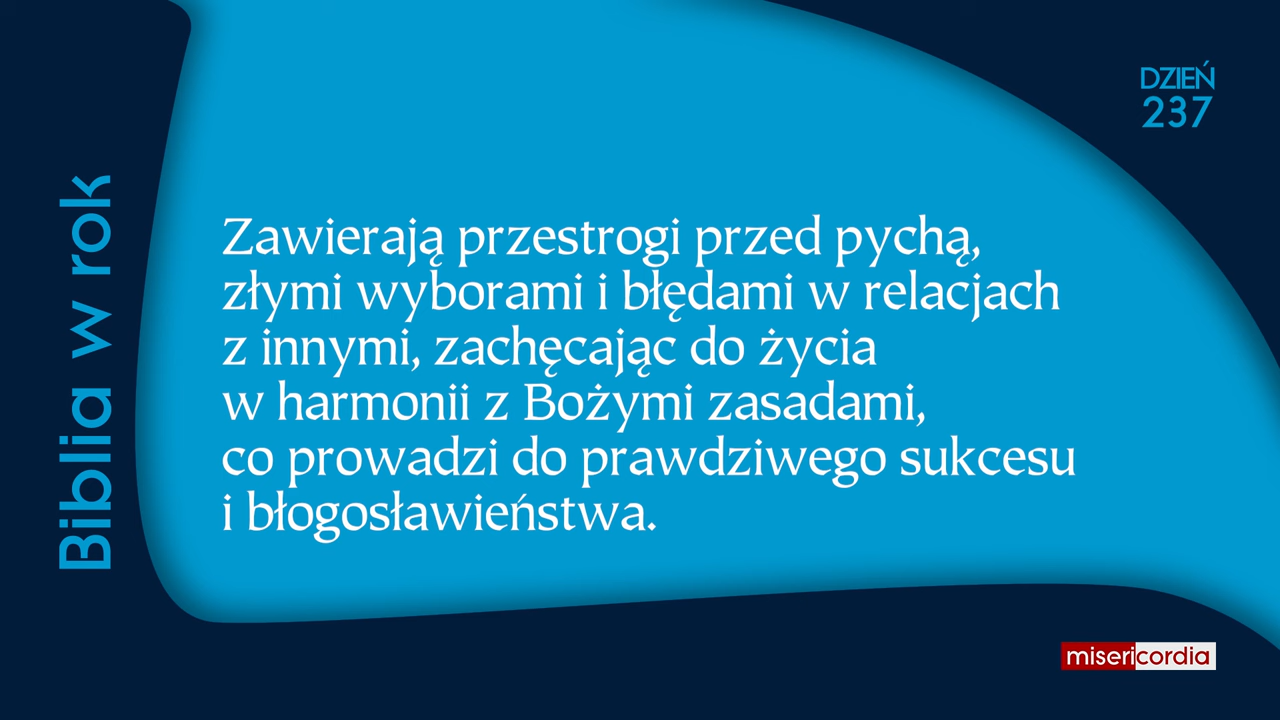 Biblia w rok
DZIEŃ
237
Zawierają przestrogi przed pychą,
złymi wyborami i błędami w relacjach
z innymi, zachęcając do życia
w harmonii z Bożymi zasadami,
co prowadzi do prawdziwego sukcesu
i błogosławieństwa.
misericordia